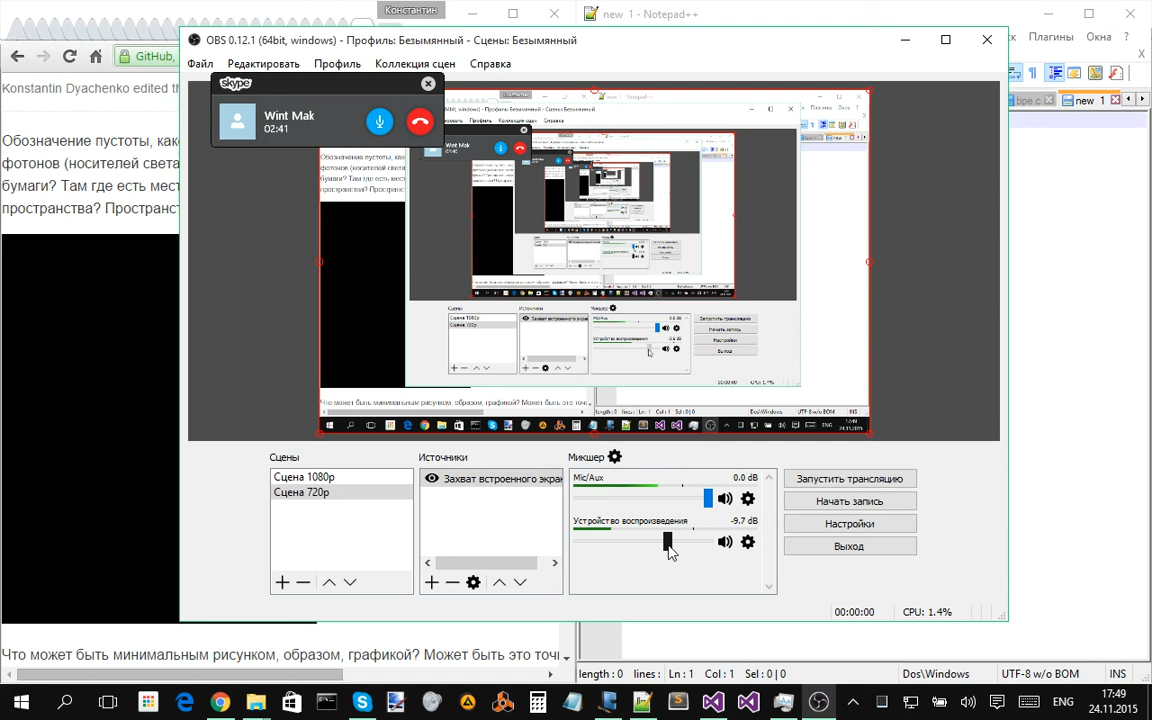 Константин
new 1 - Notepad++
OBS 0.12.1 (64bit, windows) - Профиль: Безымянный - Сцены: Безымянный
Плагины Окна ?
GitHub,
Файл Редактировать Профиль Коллекция сцен Справка
skype
Konstantin Dyachenko edited th
bpe.c new 1
Wint Mak
02:41
Обозначение пустоты, как
фотонов (носителей света
бумаги? Там где есть мест
пространства? Пространст
Сцены Источники Микшер
Сцена 1080p
Сцена 720p
Захват встроенного экран
Mic/Aux 0.0 dB
Устройство воспроизведения -9.7 dB
Запустить трансляцию
Начать запись
Настройки
Выход
00:00:00 CPU: 1.4%
Что может быть минимальным рисунком, образом, графикой? Может быть это точ
length : 0 lines : Ln : 1 Col : 1 Sel : 0 | 0 Dos\Windows UTF-8 w/o BOM INS
ENG
17:49
24.11.2015